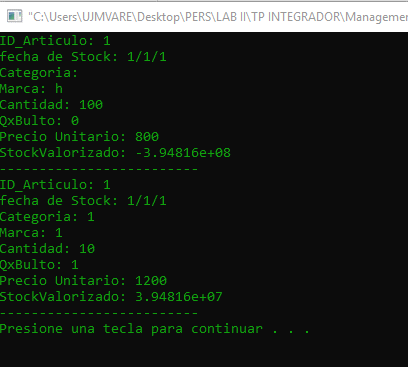 "C:\Users\UJMVARE\Desktop\PERS\LAB II\TP INTEGRADOR\Managemer
ID_Articulo: 1
fecha de Stock: 1/1/1
Categoria:
Marca: h
Cantidad: 100
QxBulto: 0
Precio Unitario: 800
StockValorizado: -3.94816e+08
-------------------------
ID_Articulo: 1
fecha de Stock: 1/1/1
Categoria: 1
Marca: 1
Cantidad: 10
QxBulto: 1
Precio Unitario: 1200
StockValorizado: 3.94816e+07
-------------------------
Presione una tecla para continuar . . .